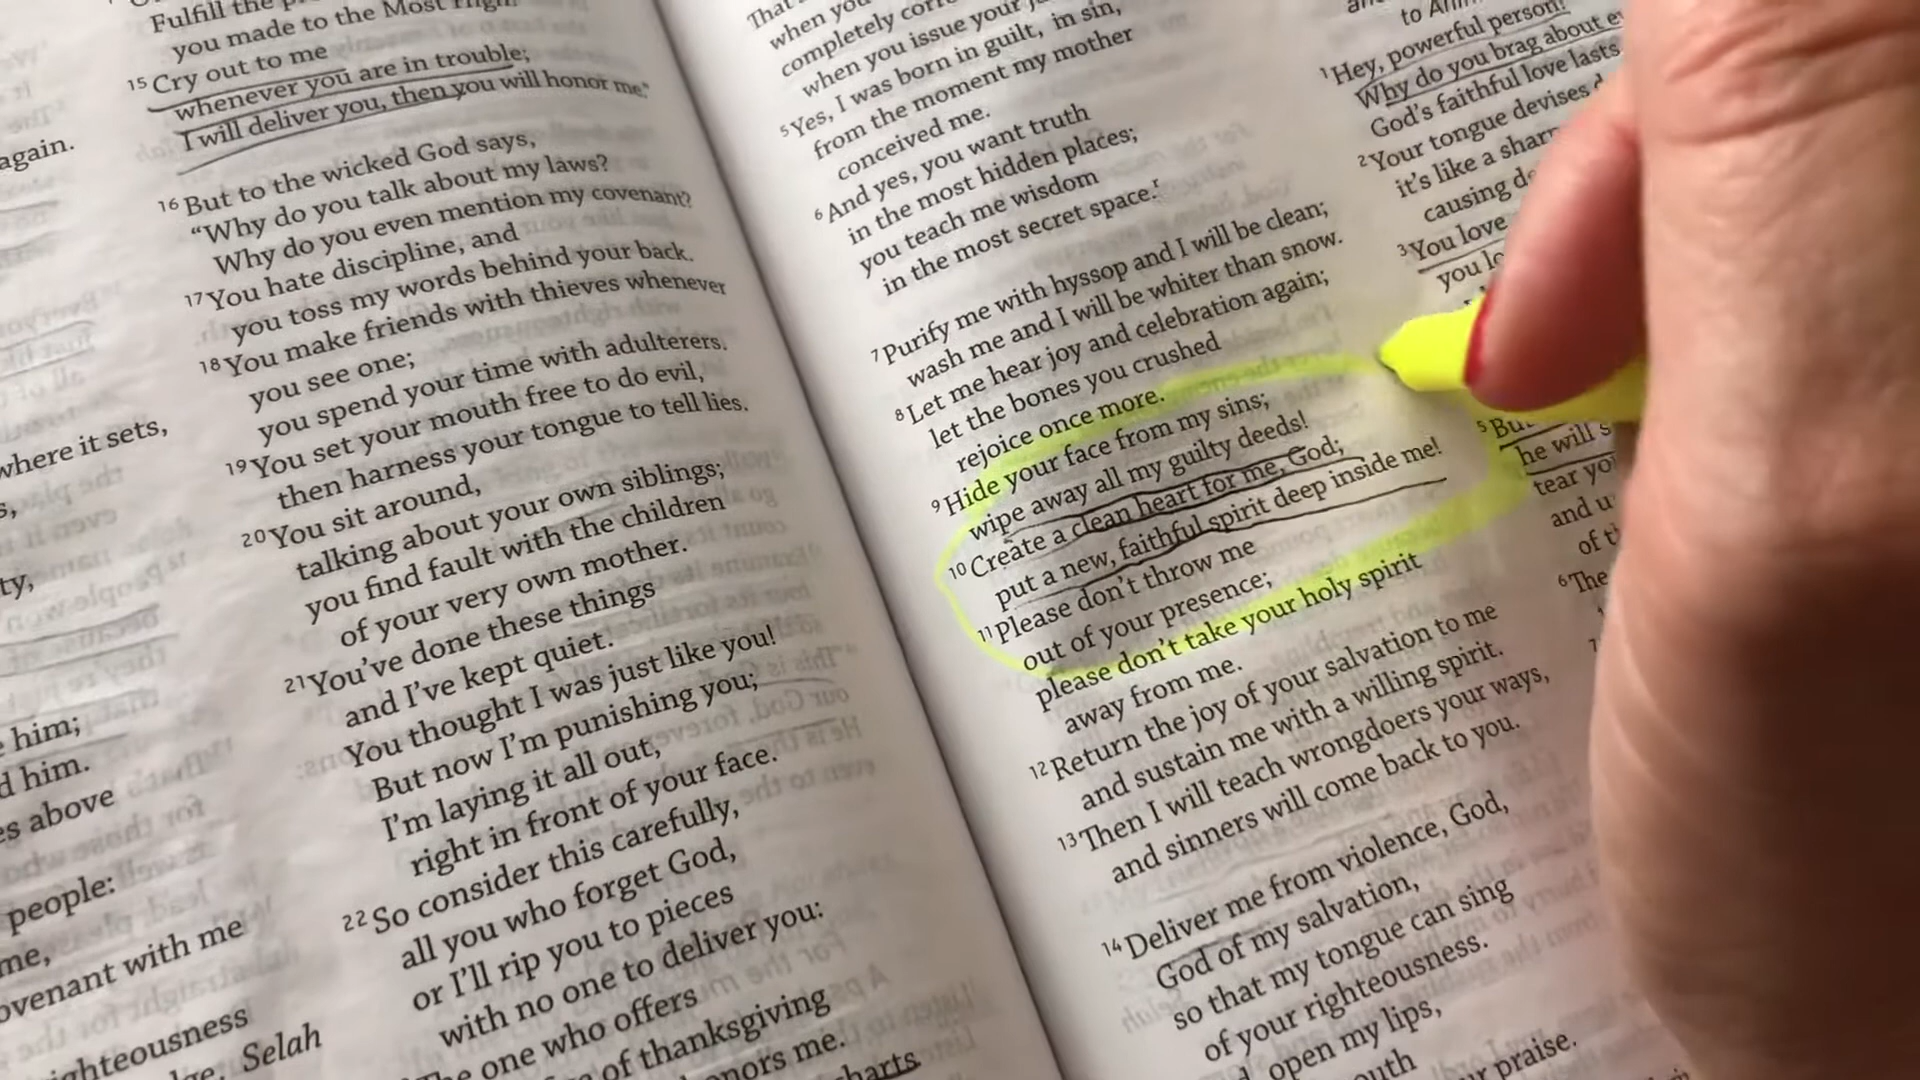 again.
where it sets,
him;
d him.
above
people:
me,
covenant with me
righteousness
Selah
Fulfill the
you made to the Most High
15 Cry out to me
whenever you are in trouble;
I will deliver you, then you will honor me."
16 But to the wicked God says,
"Why do you talk about my laws?
Why do you even mention my covenant?
17 You hate discipline, and
you toss my words behind your back.
18 You make friends with thieves whenever
you see one;
you spend your time with adulterers.
19 You set your mouth free to do evil,
then harness your tongue to tell lies.
20 You sit around,
talking about your own siblings;
you find fault with the children
of your very own mother.
21 You've done these things
and I've kept quiet.
You thought I was just like you!
But now I'm punishing you;
I'm laying it all out,
right in front of your face.
22 So consider this carefully,
all you who forget God,
or I'll rip you to pieces
with no one to deliver you:
one who offers
of thanksgiving
me.
That
when you
completely
when you issue your
5 Yes, I was born in guilt, in sin,
from the moment my mother
conceived me.
6 And yes, you want truth
in the most hidden places;
you teach me wisdom
in the most secret space.r
7 Purify me with hyssop and I will be clean;
wash me and I will be whiter than snow.
8 Let me hear joy and celebration again;
let the bones you crushed
rejoice once more.
9 Hide your face from my sins;
wipe away all my guilty deeds!
10 Create a clean heart for me, God;
put a new, faithful spirit deep inside me!
11 Please don't throw me
out of your presence;
please don't take your holy spirit
away from me.
12 Return the joy of your salvation to me
and sustain me with a willing spirit.
13 Then I will teach wrongdoers your ways,
and sinners will come back to you.
14 Deliver me from violence, God,
God of my salvation,
so that my tongue can sing
of your righteousness.
open my lips,
praise.
to
1 Hey, powerful person!
Why do you brag about
God's faithful love lasts
2 Your tongue devises
it's like a sharp
causing
3 You love
you
5
he will
tear
and
of
6 The